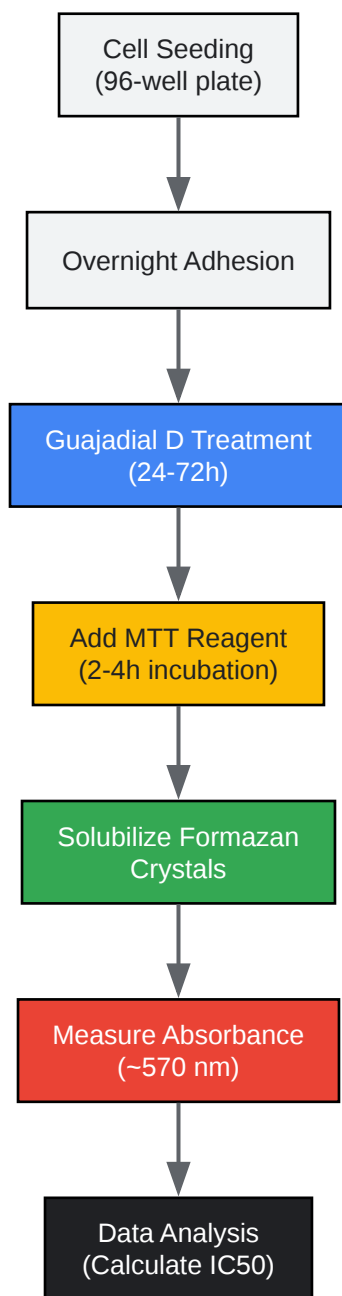 Cell Seeding
(96-well plate)
Overnight Adhesion
Guajadial D Treatment
(24-72h)
Add MTT Reagent
(2-4h incubation)
Solubilize Formazan
Crystals
Measure Absorbance
(~570 nm)
Data Analysis
(Calculate IC50)